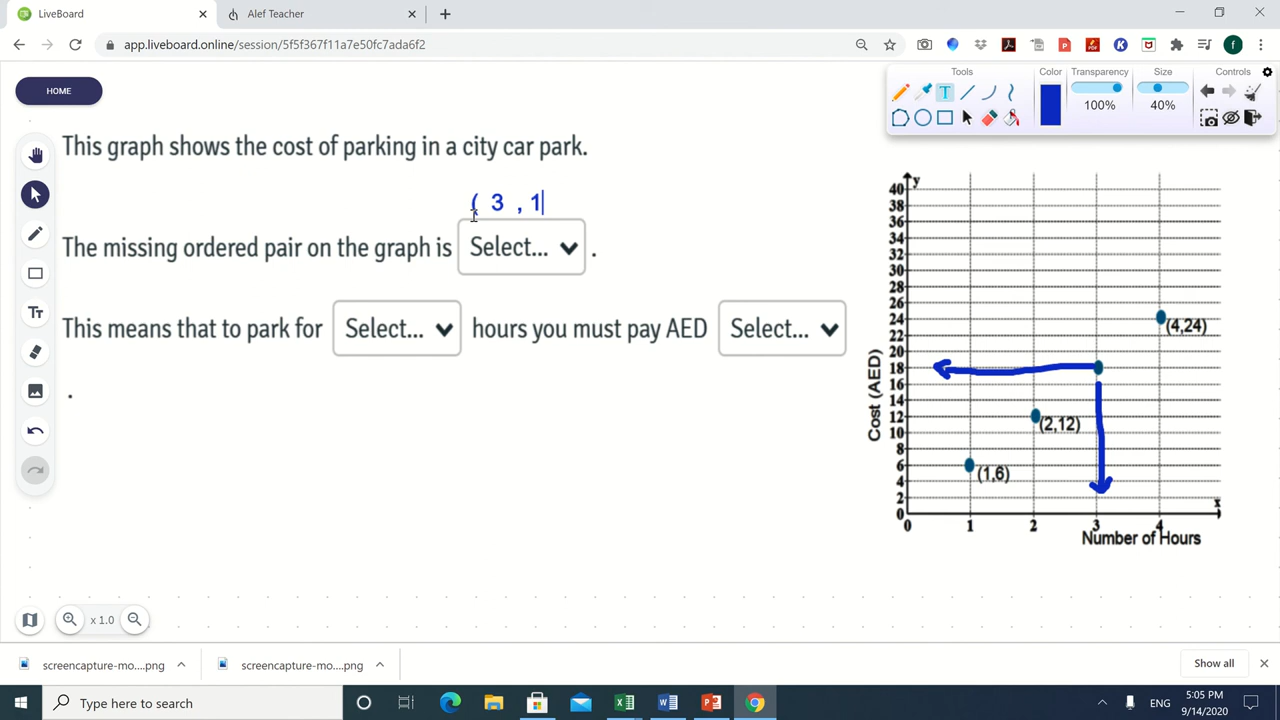 LiveBoard
Alef Teacher
app.liveboard.online/session/5f5f367f11a7e50fc7ada6f2
HOME
Tools
Color
Transparency
Size
Controls
100%
40%
This graph shows the cost of parking in a city car park.
( 3 , 1
The missing ordered pair on the graph is Select... .
This means that to park for Select... hours you must pay AED Select...
.
y
40
38
36
34
32
30
28
26
24
22
20
18
16
14
12
10
8
6
4
2
0
Cost (AED)
(4,24)
(2,12)
(1,6)
x
0 1 2 3 4
Number of Hours
Tt
x 1.0
screencapture-mo....png
screencapture-mo....png
Show all
Type here to search
ENG
5:05 PM
9/14/2020